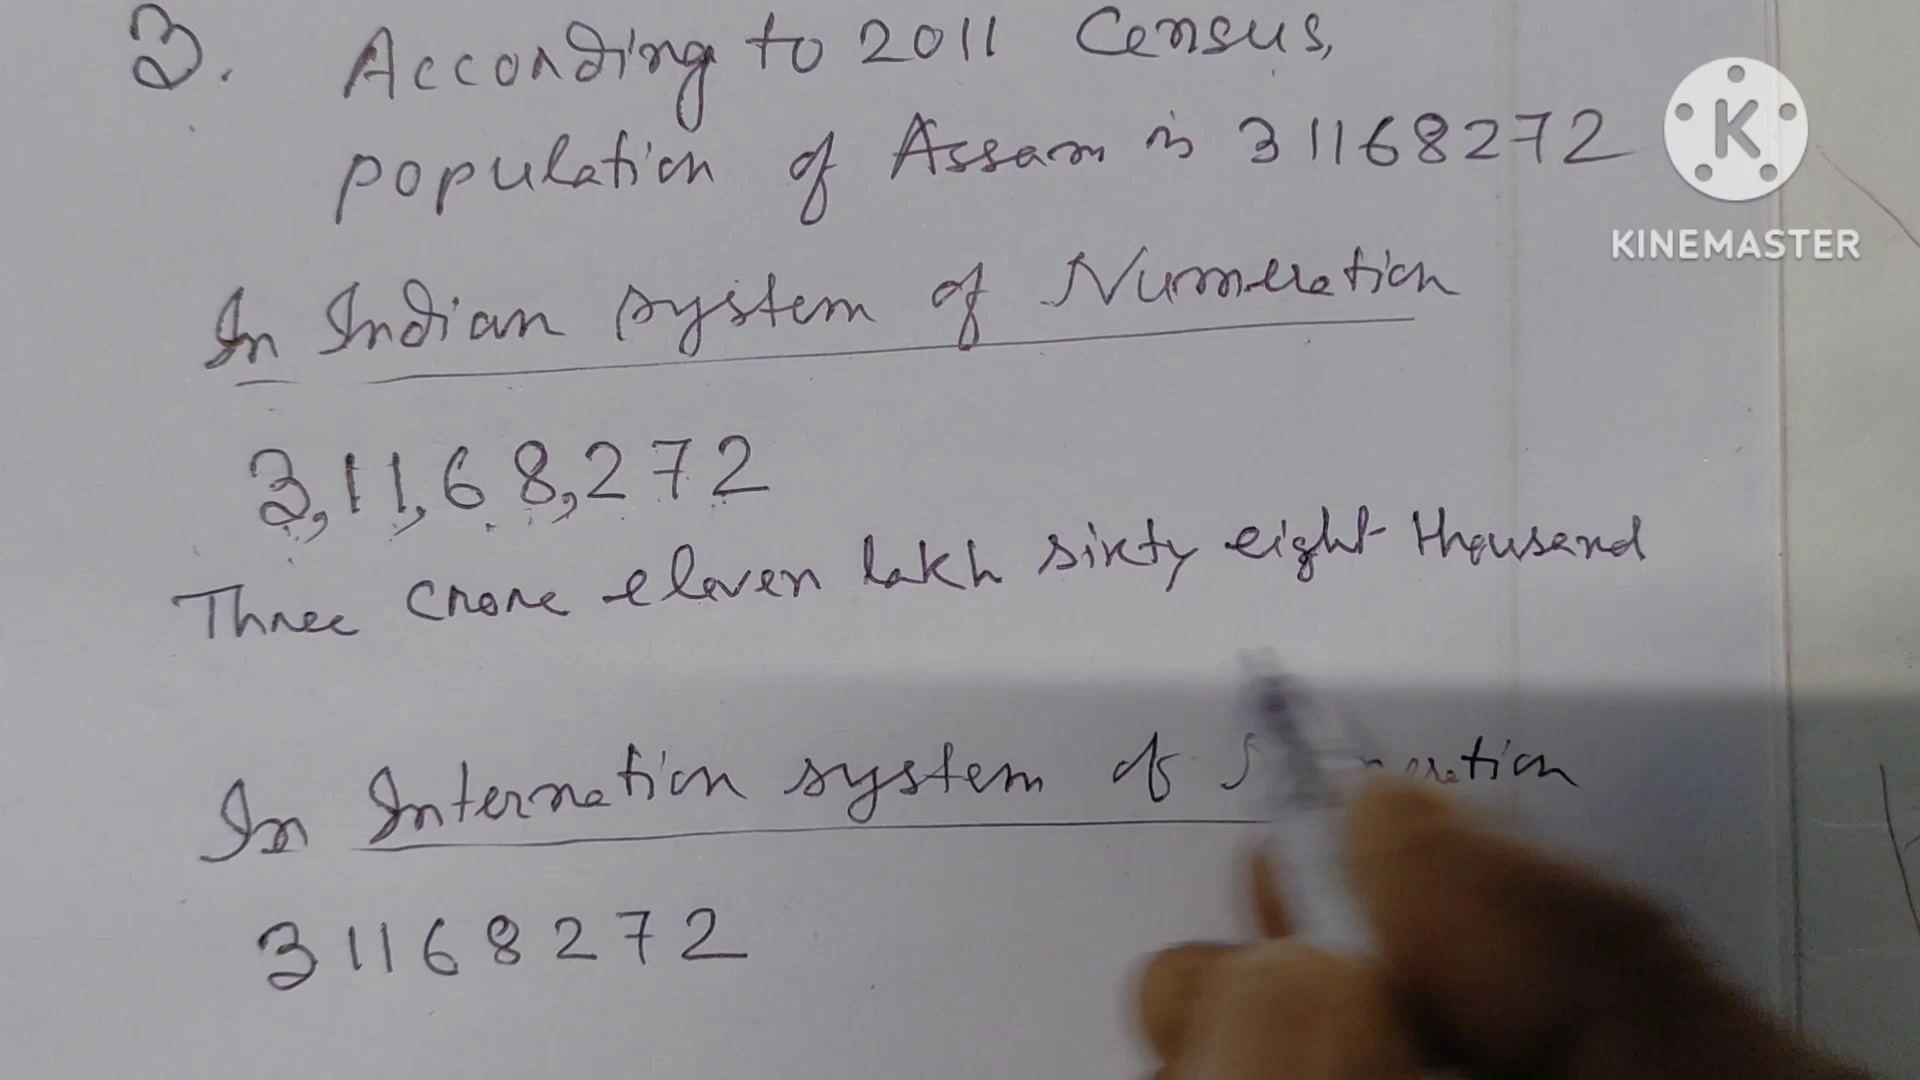 3. According to 2011 Census,
population of Assam is 31168272
KINEMASTER
In Indian system of Numeration
3,11,68,272
Three crore eleven lakh sixty eight thousand
In Internation system of
31168272